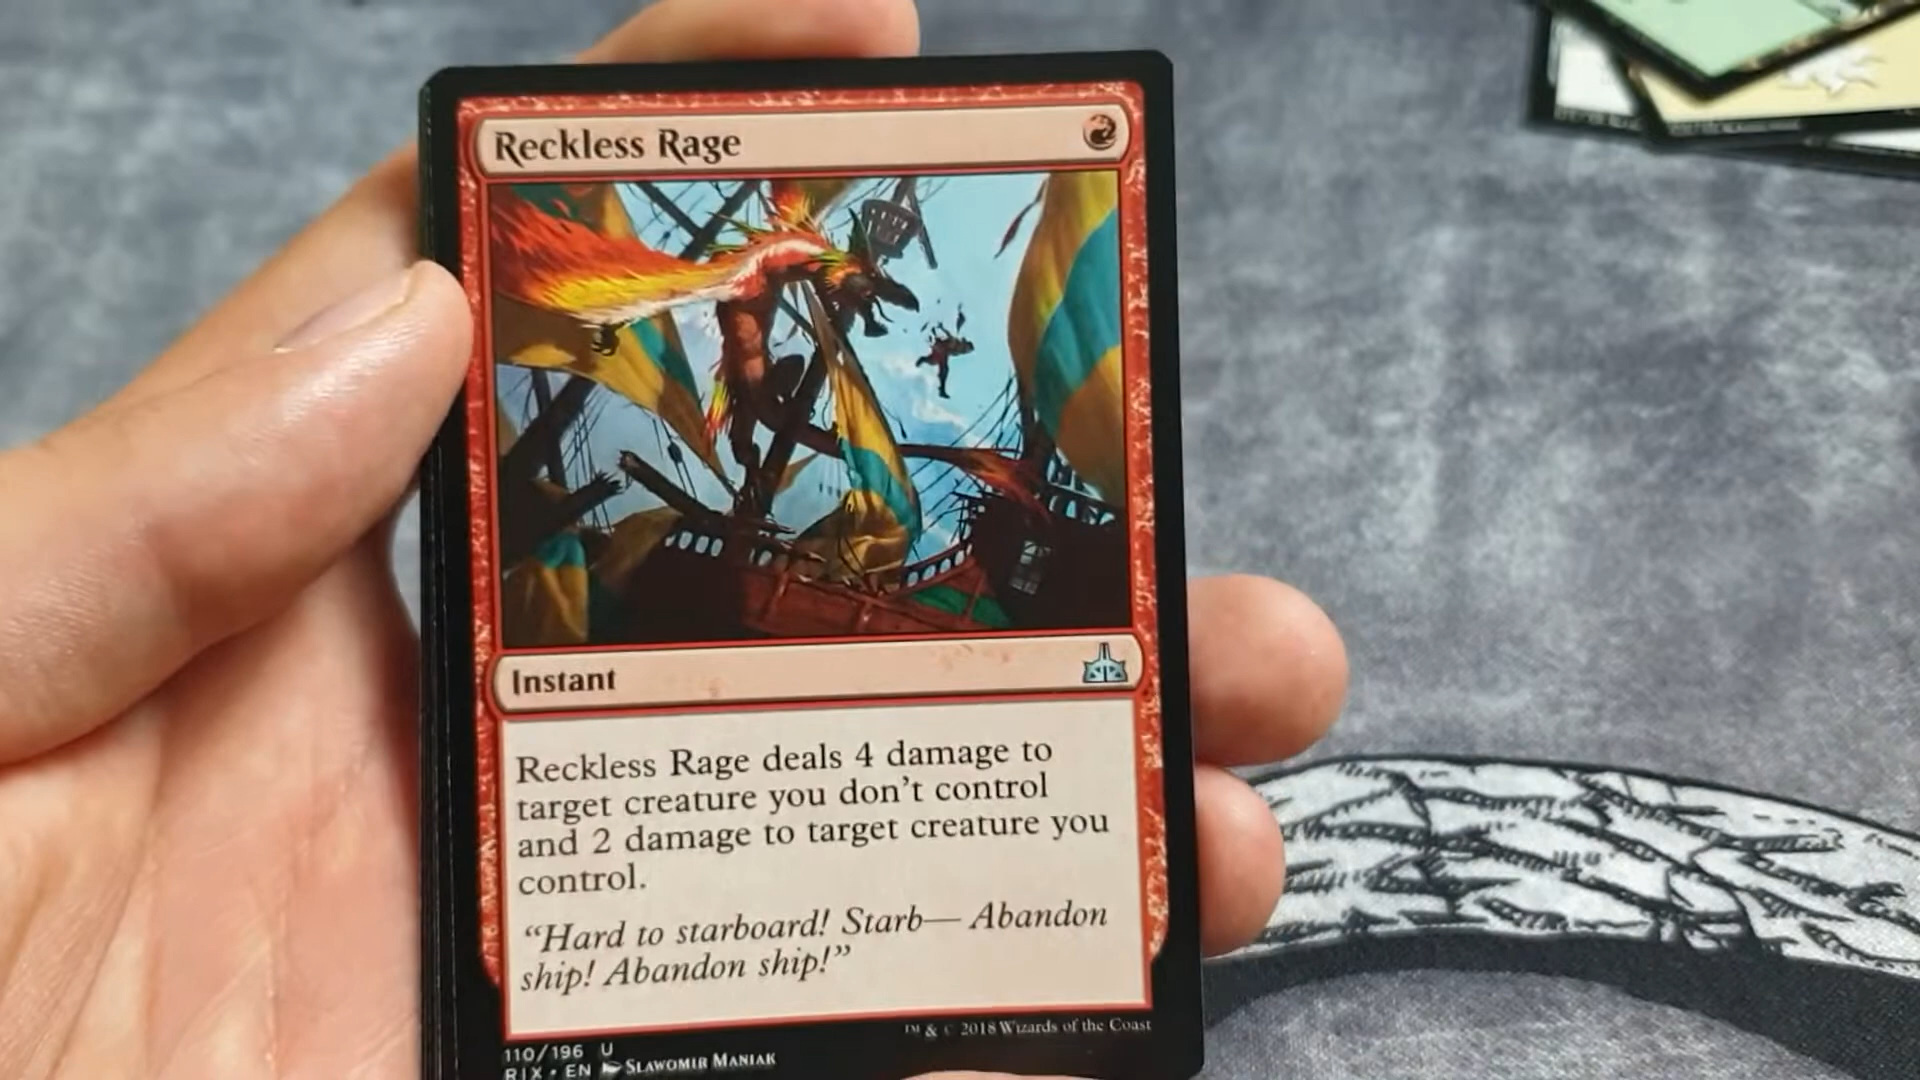 Reckless Rage
Instant
Reckless Rage deals 4 damage to
target creature you don't control
and 2 damage to target creature you
control.
“Hard to starboard! Starb— Abandon
ship! Abandon ship!”
™ & © 2018 Wizards of the Coast
110/196 U
RIX • EN Slawomir Maniak